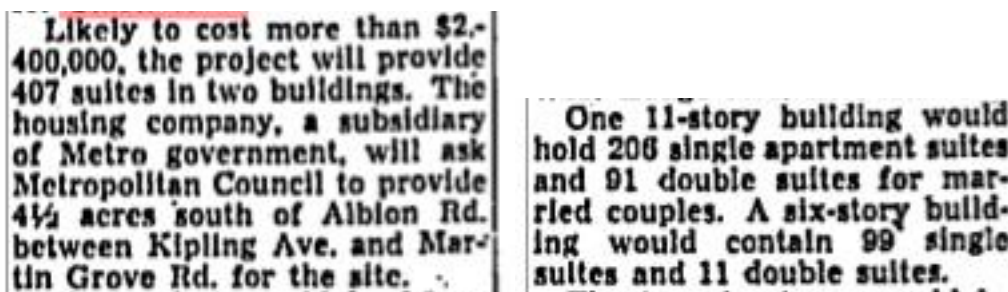 Likely to cost more than $2,-
400,000, the project will provide
407 suites in two buildings. The
housing company, a subsidiary
of Metro government, will ask
Metropolitan Council to provide
4½ acres south of Albion Rd.
between Kipling Ave. and Mar-
tin Grove Rd. for the site.
One 11-story building would
hold 206 single apartment suites
and 91 double suites for mar-
ried couples. A six-story build-
ing would contain 99 single
suites and 11 double suites.